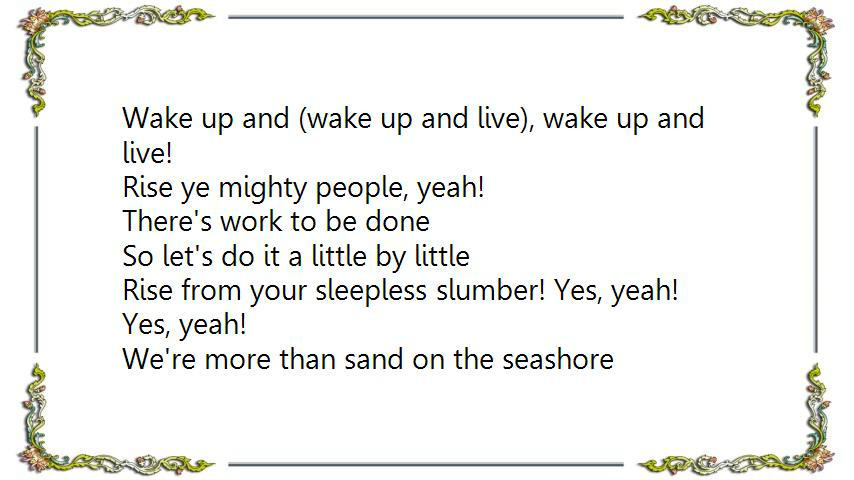 Wake up and (wake up and live), wake up and
live!
Rise ye mighty people, yeah!
There's work to be done
So let's do it a little by little
Rise from your sleepless slumber! Yes, yeah!
Yes, yeah!
We're more than sand on the seashore